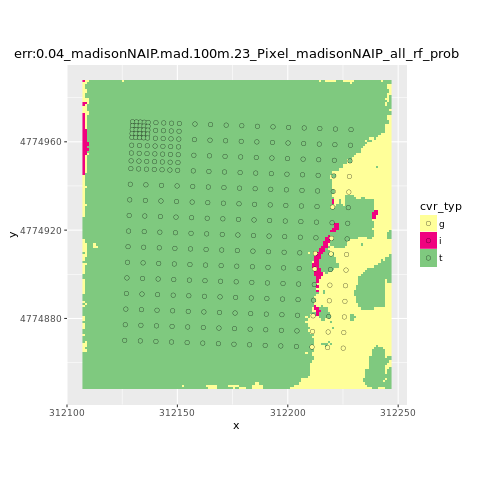 err:0.04_madisonNAIP.mad.100m.23_Pixel_madisonNAIP_all_rf_prob
4774960
4774920
4774880
y
312100
312150
312200
312250
x
cvr_typ
g
i
t